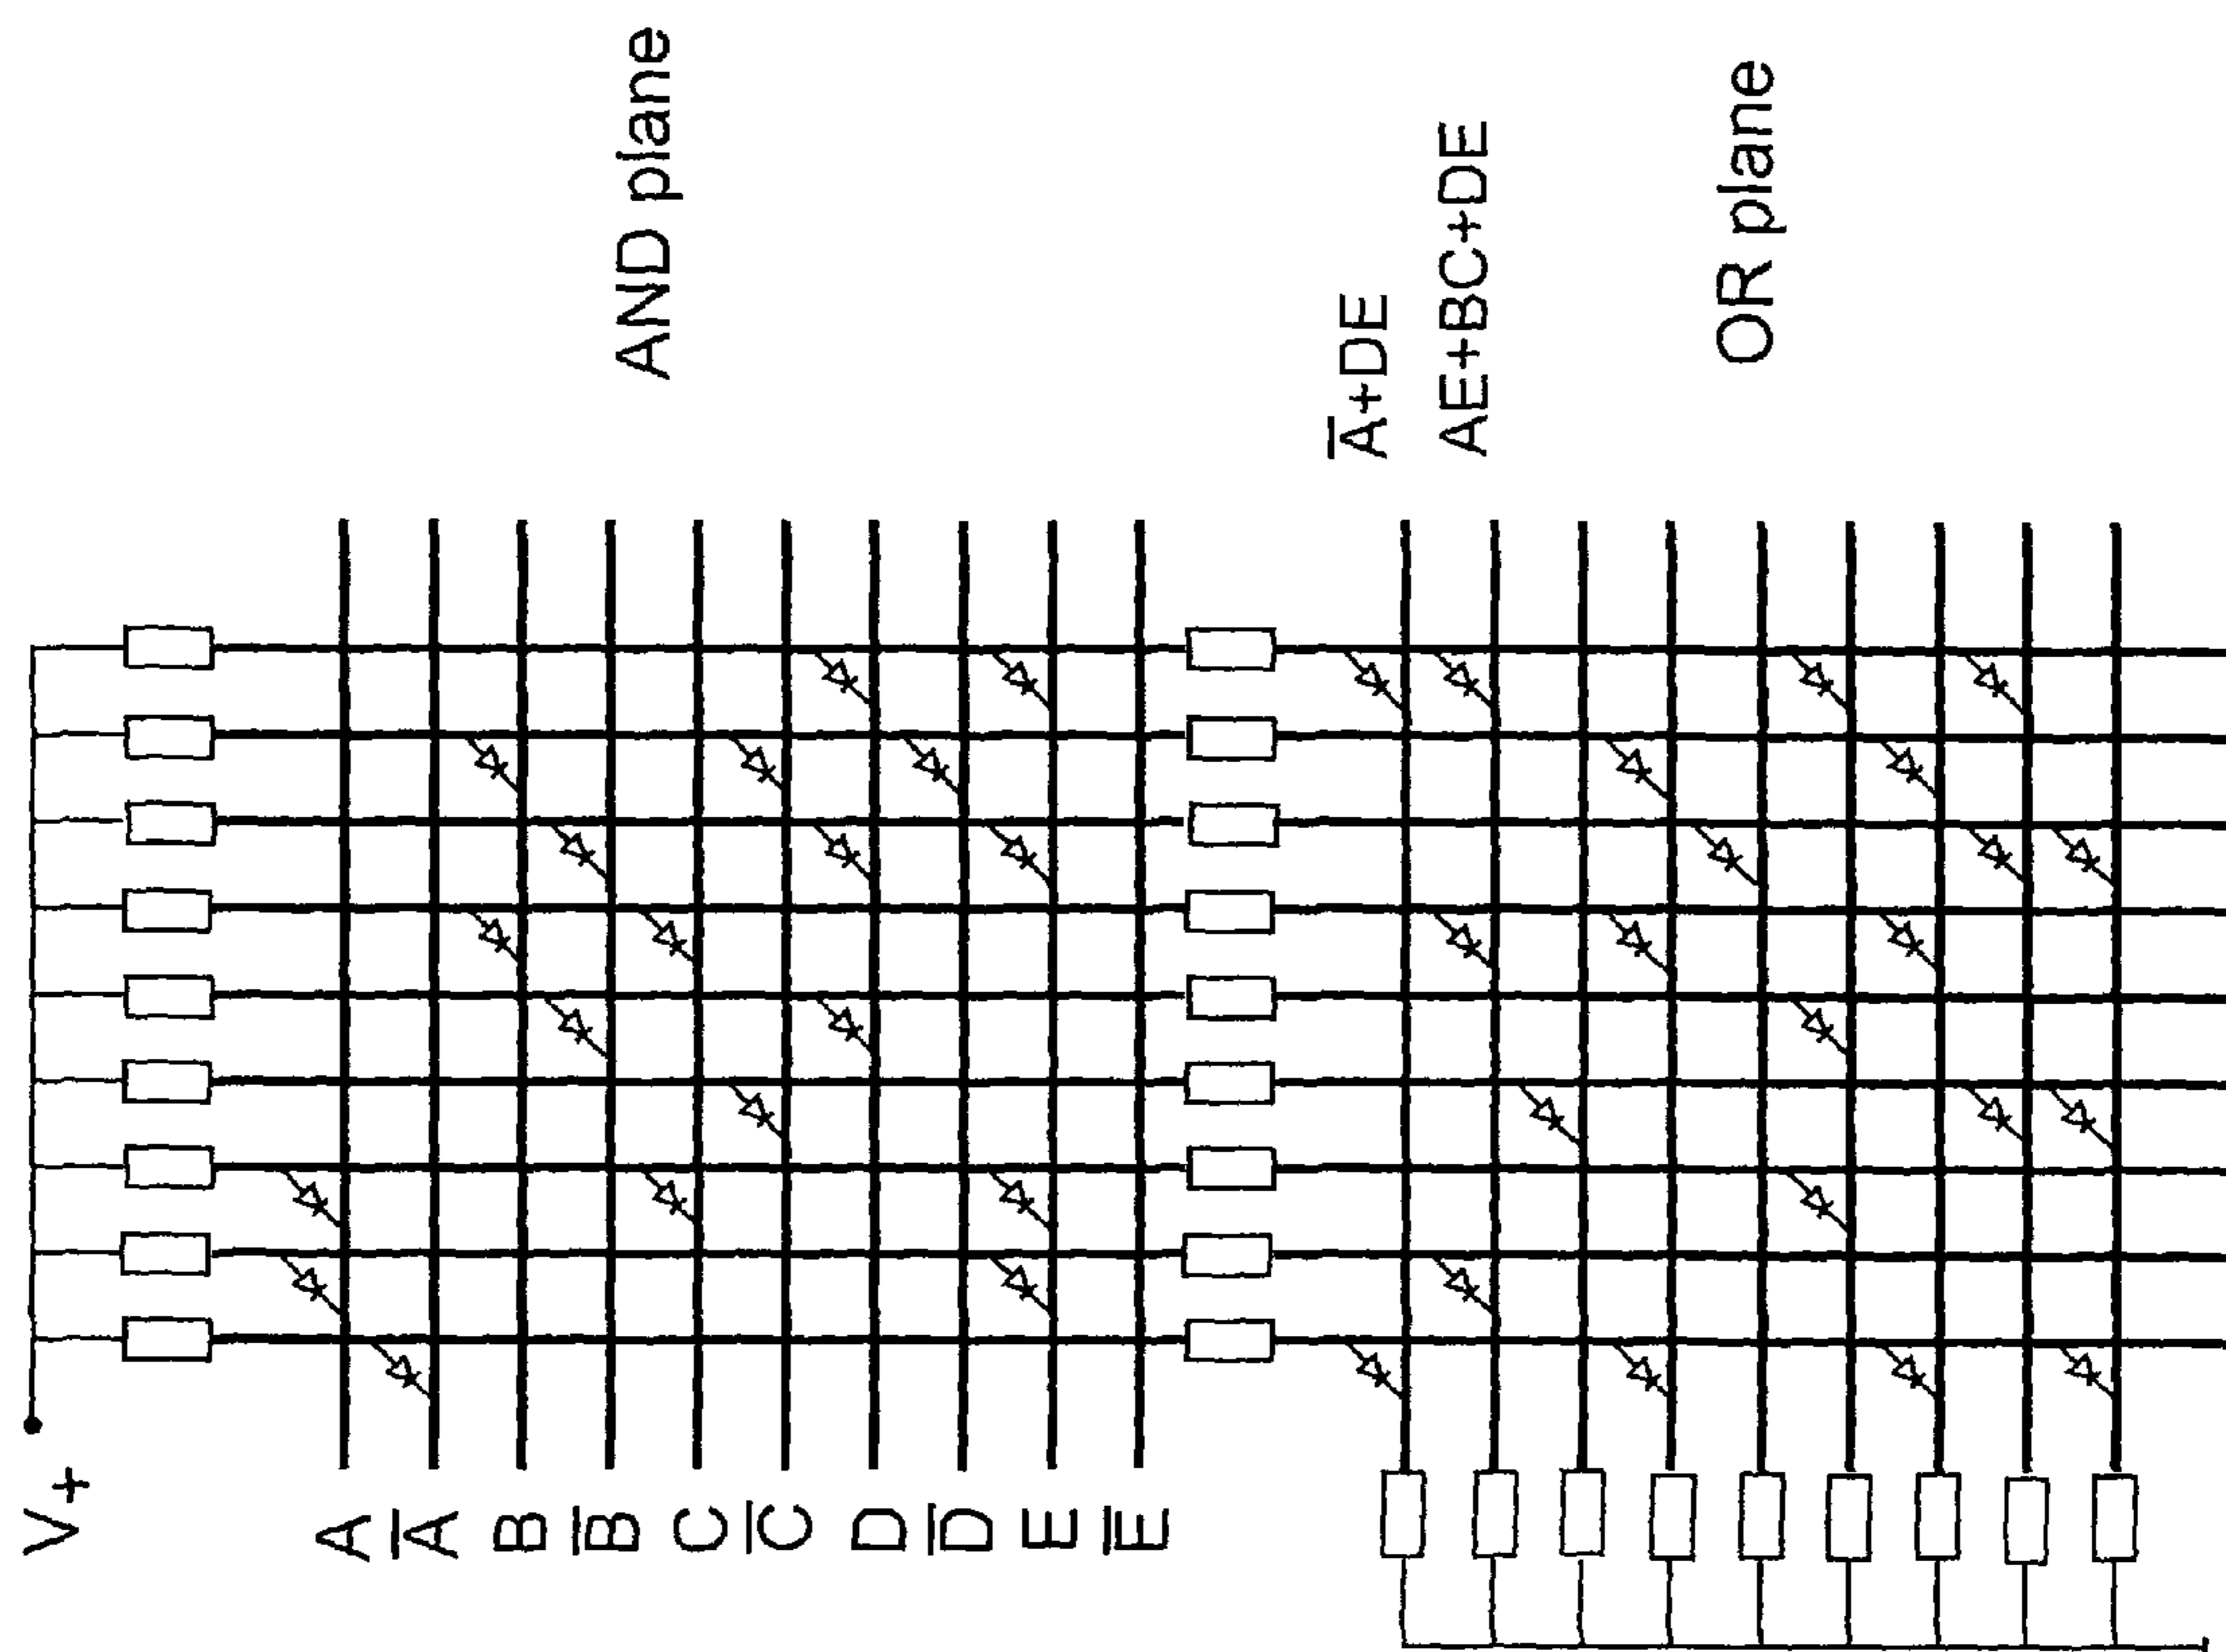 V+
A
A̅
B
B̅
C
C̅
D
D̅
E
E̅
AND plane
A̅+DE
AE+BC+DE
OR plane